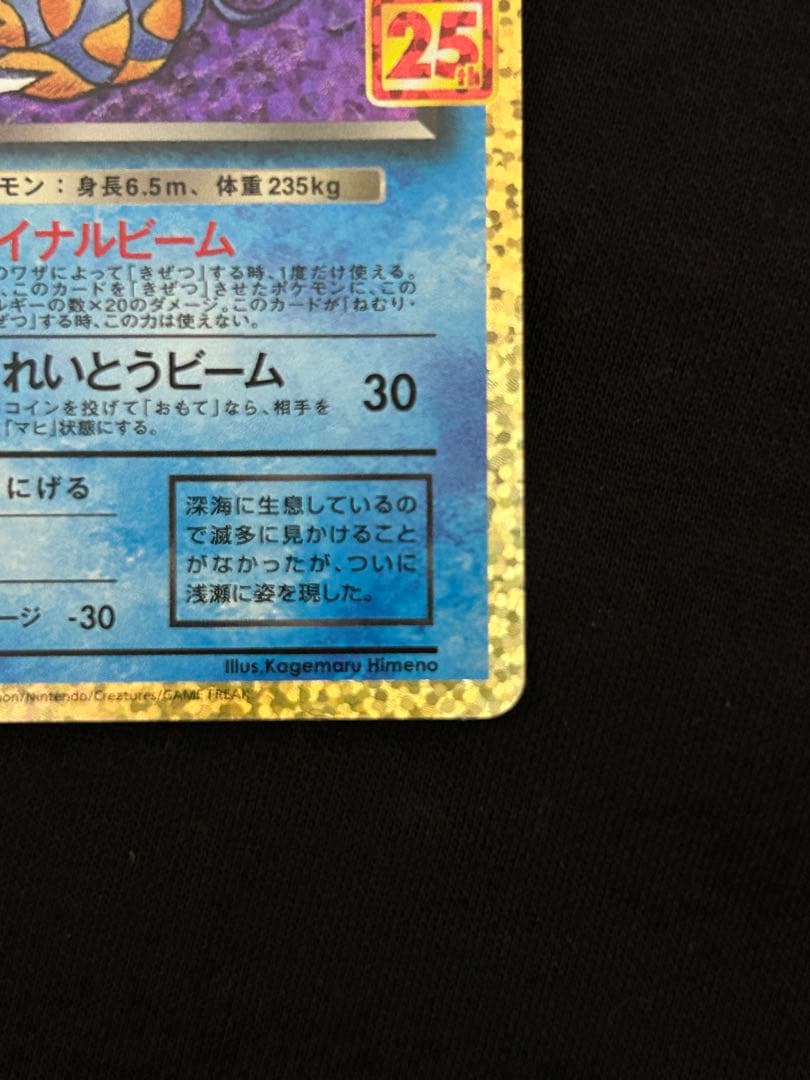 25th
モン：身長6.5m、体重235kg
イナルビーム
のワザによって「きぜつ」する時、1度だけ使える。
、このカードを「きぜつ」させたポケモンに、この
ルギーの数×20のダメージ。このカードが「ねむり・
ぜつ」する時、この力は使えない。
れいとうビーム 30
コインを投げて「おもて」なら、相手を
「マヒ」状態にする。
にげる
深海に生息しているの
で滅多に見かけること
がなかったが、ついに
浅瀬に姿を現した。
ージ -30
Illus.Kagemaru Himeno
mon/Nintendo/Creatures/GAME FREAK